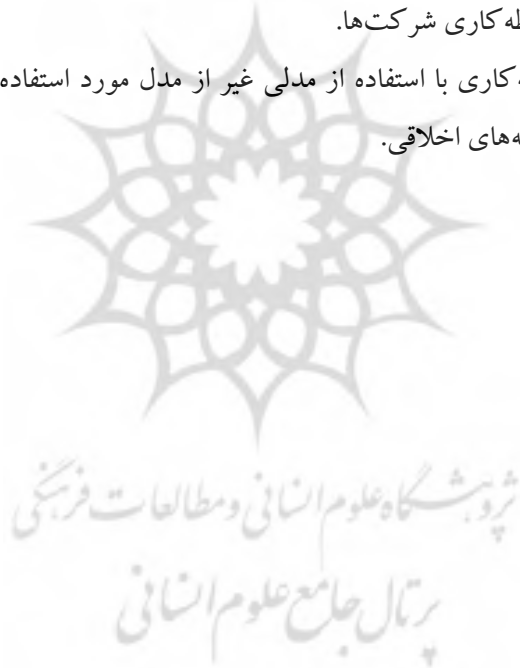 کاری شرکت‌ها.
کاری با استفاده از مدلی غیر از مدل مورد استفاده
های اخلاقی.
پژوهشگاه علوم انسانی و مطالعات فرهنگی
پرتال جامع علوم انسانی